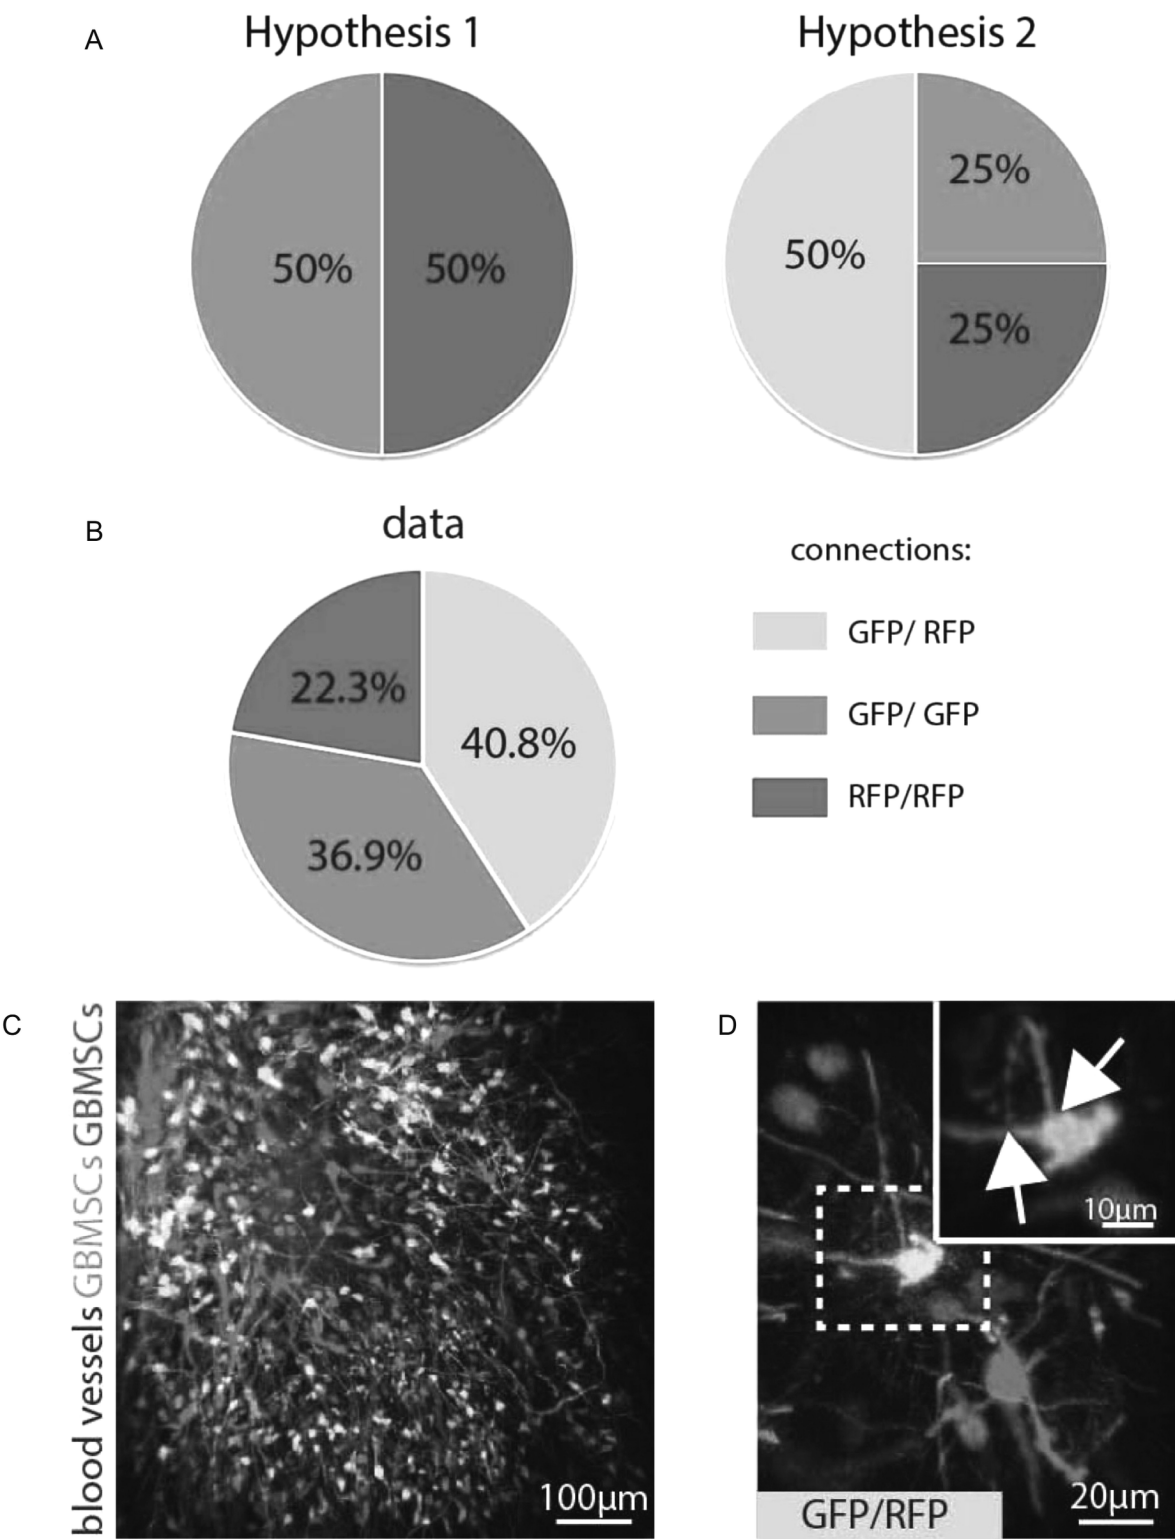 A
Hypothesis 1
Hypothesis 2
50%
50%
50%
25%
25%
B
data
22.3%
40.8%
36.9%
connections:
GFP/ RFP
GFP/ GFP
RFP/RFP
C
blood vessels GBMSCs GBMSCs
100μm
D
10μm
GFP/RFP
20μm